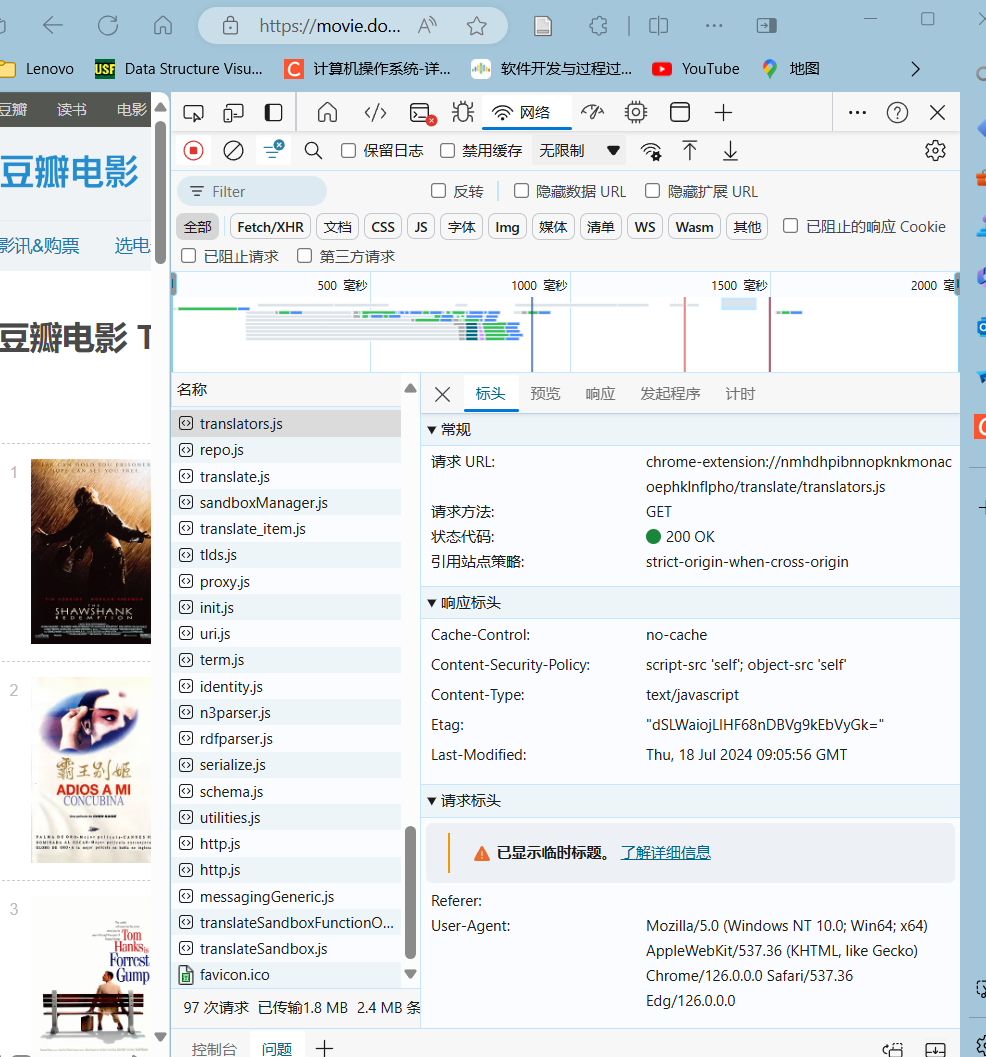 https://movie.do...
Lenovo
USF
Data Structure Visu...
C
计算机操作系统-详...
软件开发与过程过...
YouTube
地图
豆瓣 读书 电影
豆瓣电影
影讯&购票 选电
豆瓣电影 T
1
THE
SHAWSHANK
REDEMPTION
2
霸王别姬
ADIOS A MI
CONCUBINA
3
Tom
Hanks is
Forrest
Gump
网络
保留日志 禁用缓存 无限制
Filter 反转 隐藏数据 URL 隐藏扩展 URL
全部 Fetch/XHR 文档 CSS JS 字体 Img 媒体 清单 WS Wasm 其他 已阻止的响应 Cookie
已阻止请求 第三方请求
500 毫秒 1000 毫秒 1500 毫秒 2000 毫
名称
translators.js
repo.js
translate.js
sandboxManager.js
translate_item.js
tlds.js
proxy.js
init.js
uri.js
term.js
identity.js
n3parser.js
rdfparser.js
serialize.js
schema.js
utilities.js
http.js
http.js
messagingGeneric.js
translateSandboxFunctionO...
translateSandbox.js
favicon.ico
97 次请求 已传输1.8 MB 2.4 MB 条
标头 预览 响应 发起程序 计时
常规
请求 URL: chrome-extension://nmhdhpibnnopknkmonac
oephklnflpho/translate/translators.js
请求方法: GET
状态代码: 200 OK
引用站点策略: strict-origin-when-cross-origin
响应标头
Cache-Control: no-cache
Content-Security-Policy: script-src 'self'; object-src 'self'
Content-Type: text/javascript
Etag: "dSLWaiojLIHF68nDBVg9kEbVyGk="
Last-Modified: Thu, 18 Jul 2024 09:05:56 GMT
请求标头
已显示临时标题。 了解详细信息
Referer:
User-Agent: Mozilla/5.0 (Windows NT 10.0; Win64; x64)
AppleWebKit/537.36 (KHTML, like Gecko)
Chrome/126.0.0.0 Safari/537.36
Edg/126.0.0.0
控制台 问题